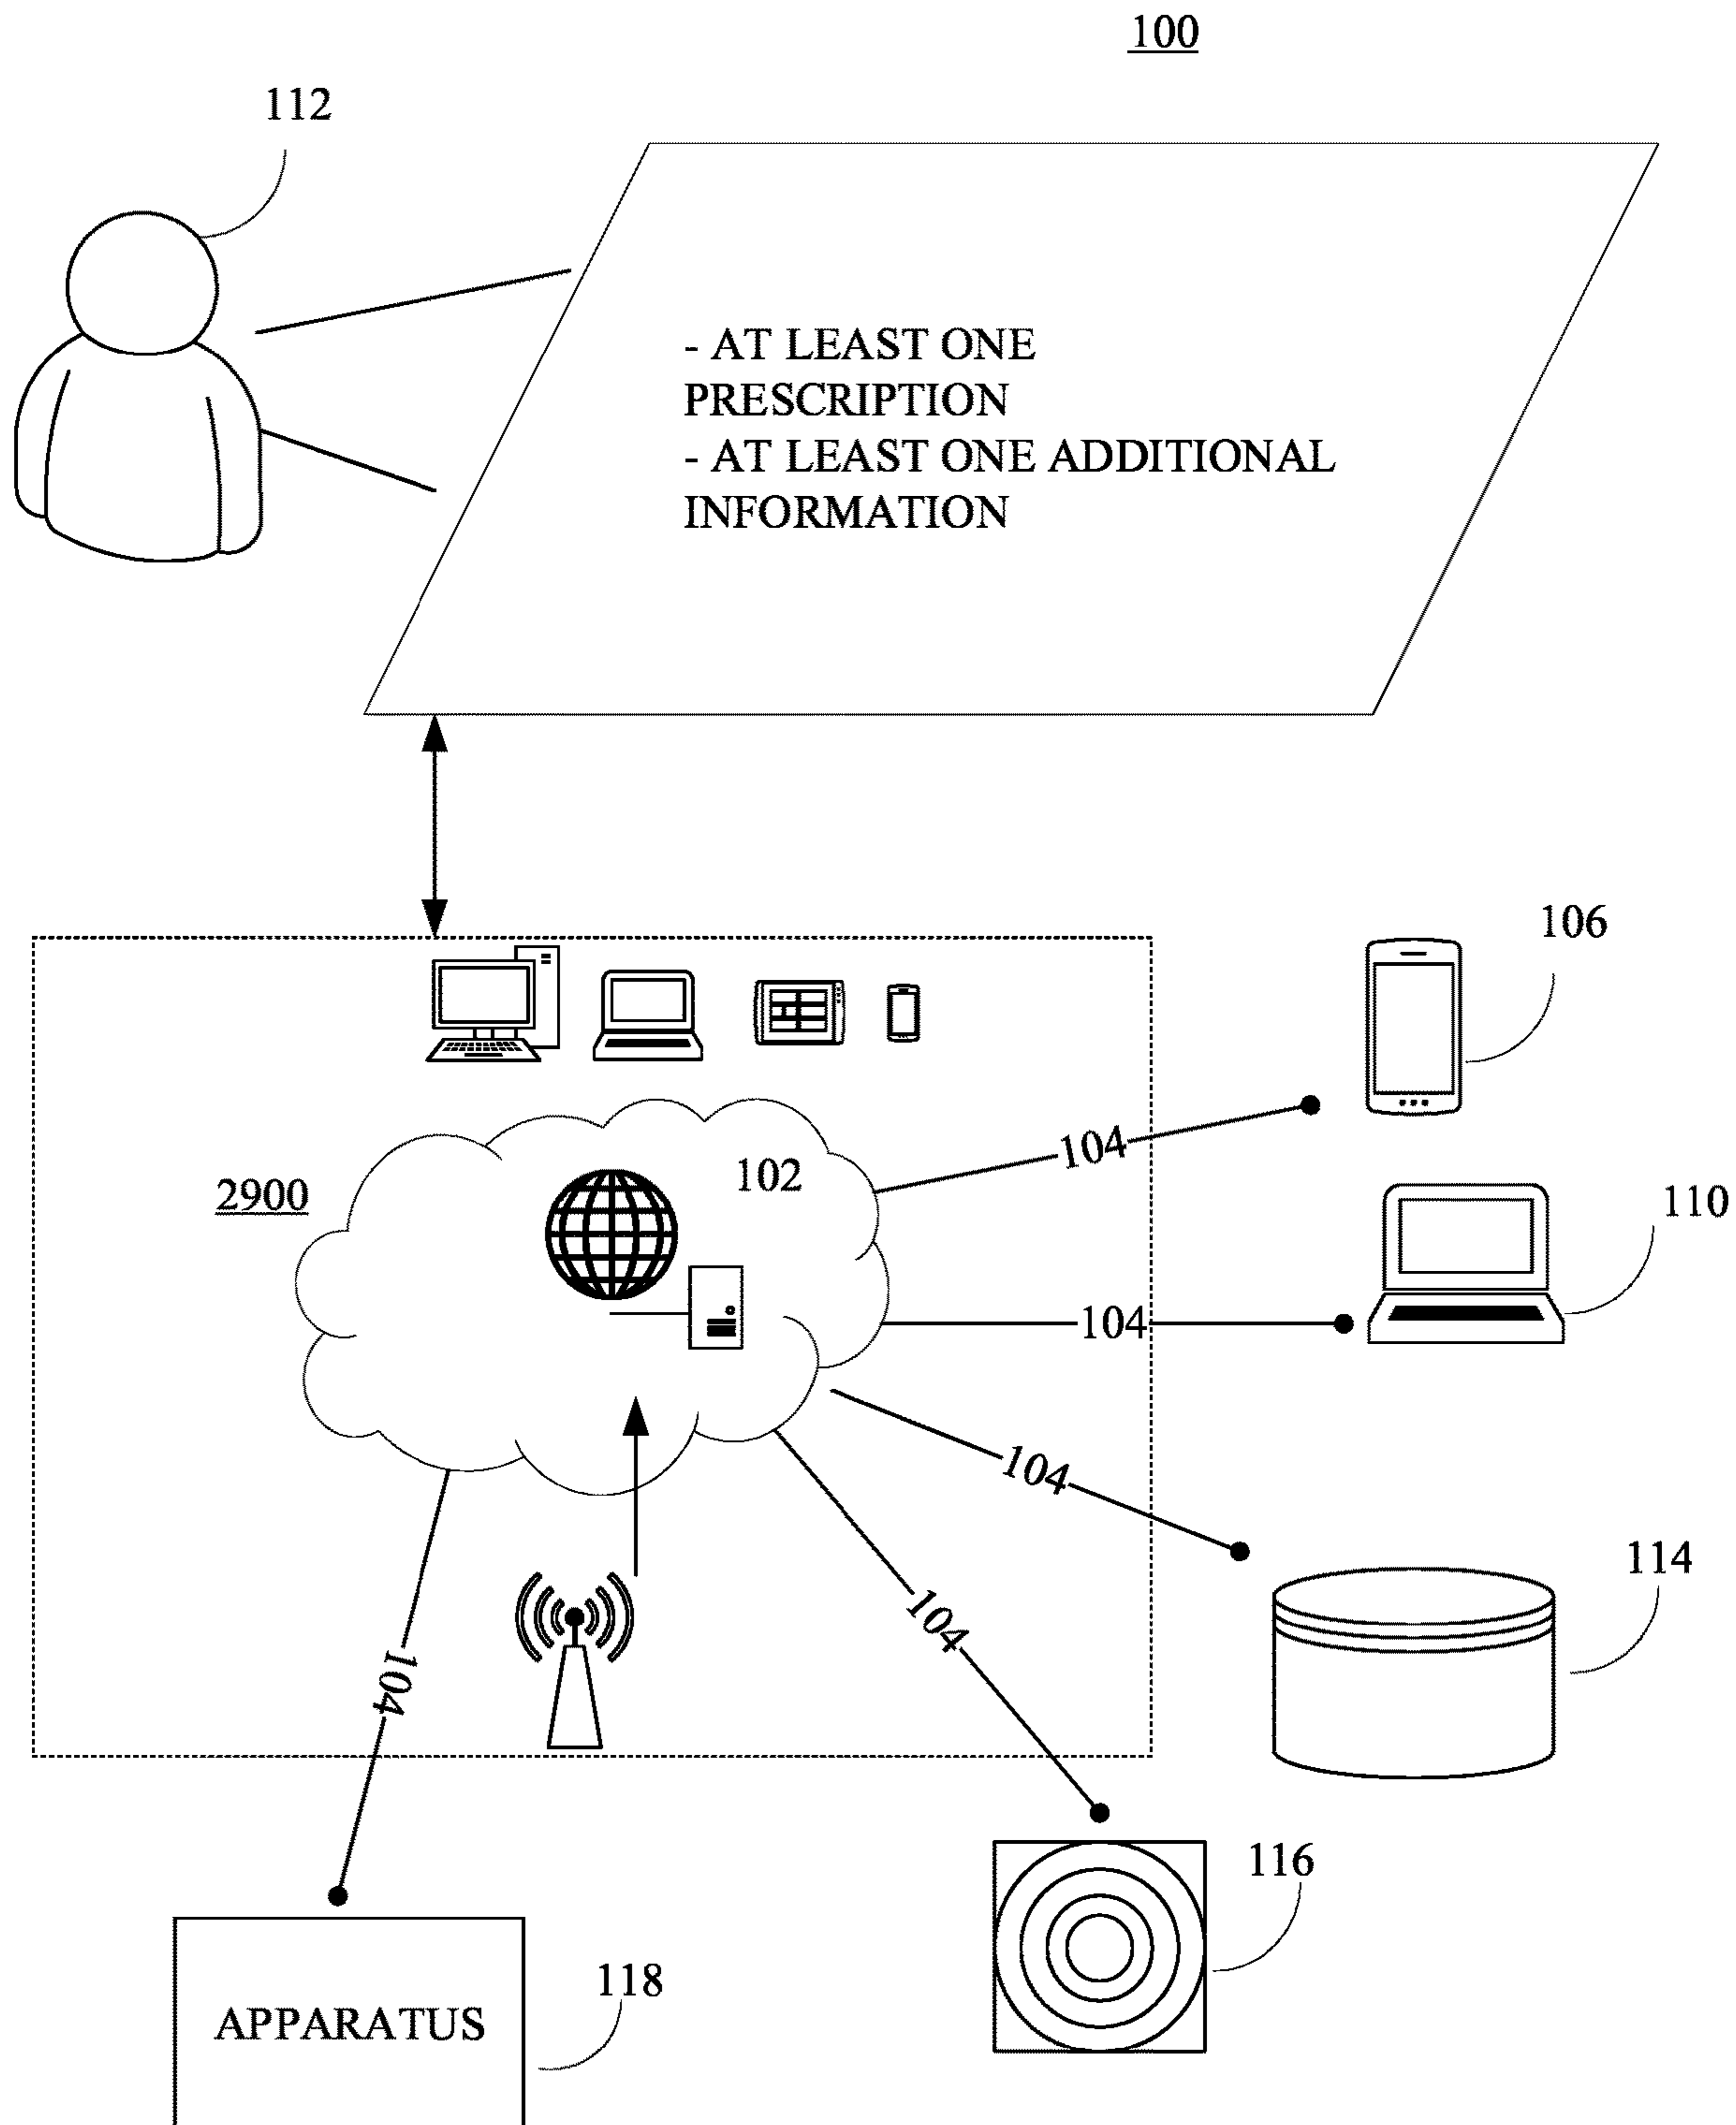 100
112
- AT LEAST ONE
PRESCRIPTION
- AT LEAST ONE ADDITIONAL
INFORMATION
106
104
102
2900
110
104
104
114
104
104
116
118
APPARATUS